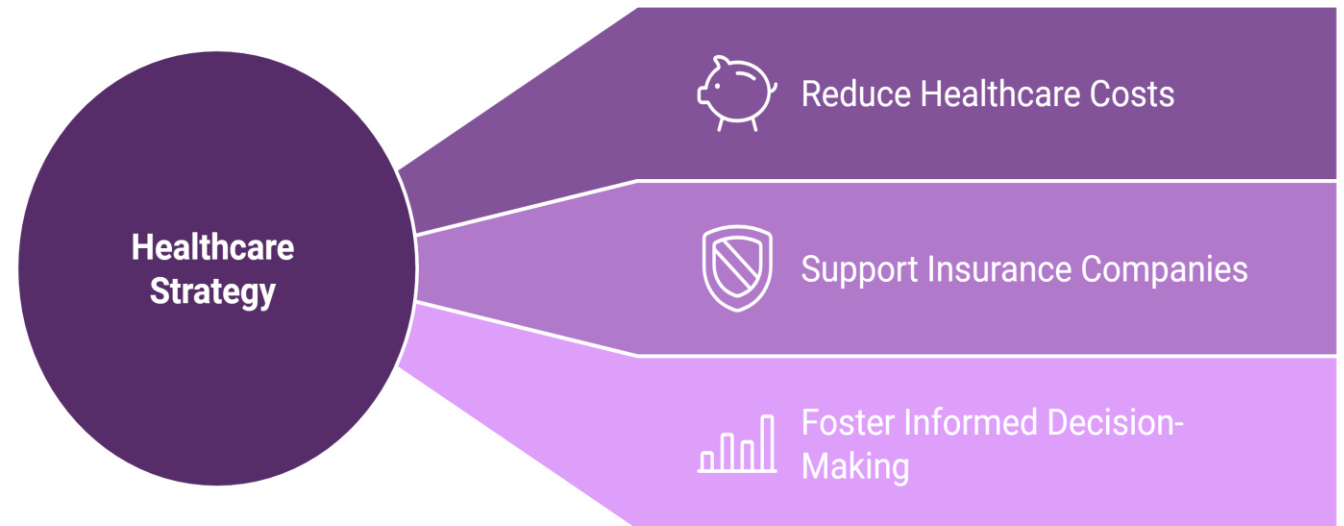 Healthcare
Strategy
Reduce Healthcare Costs
Support Insurance Companies
Foster Informed Decision-
Making